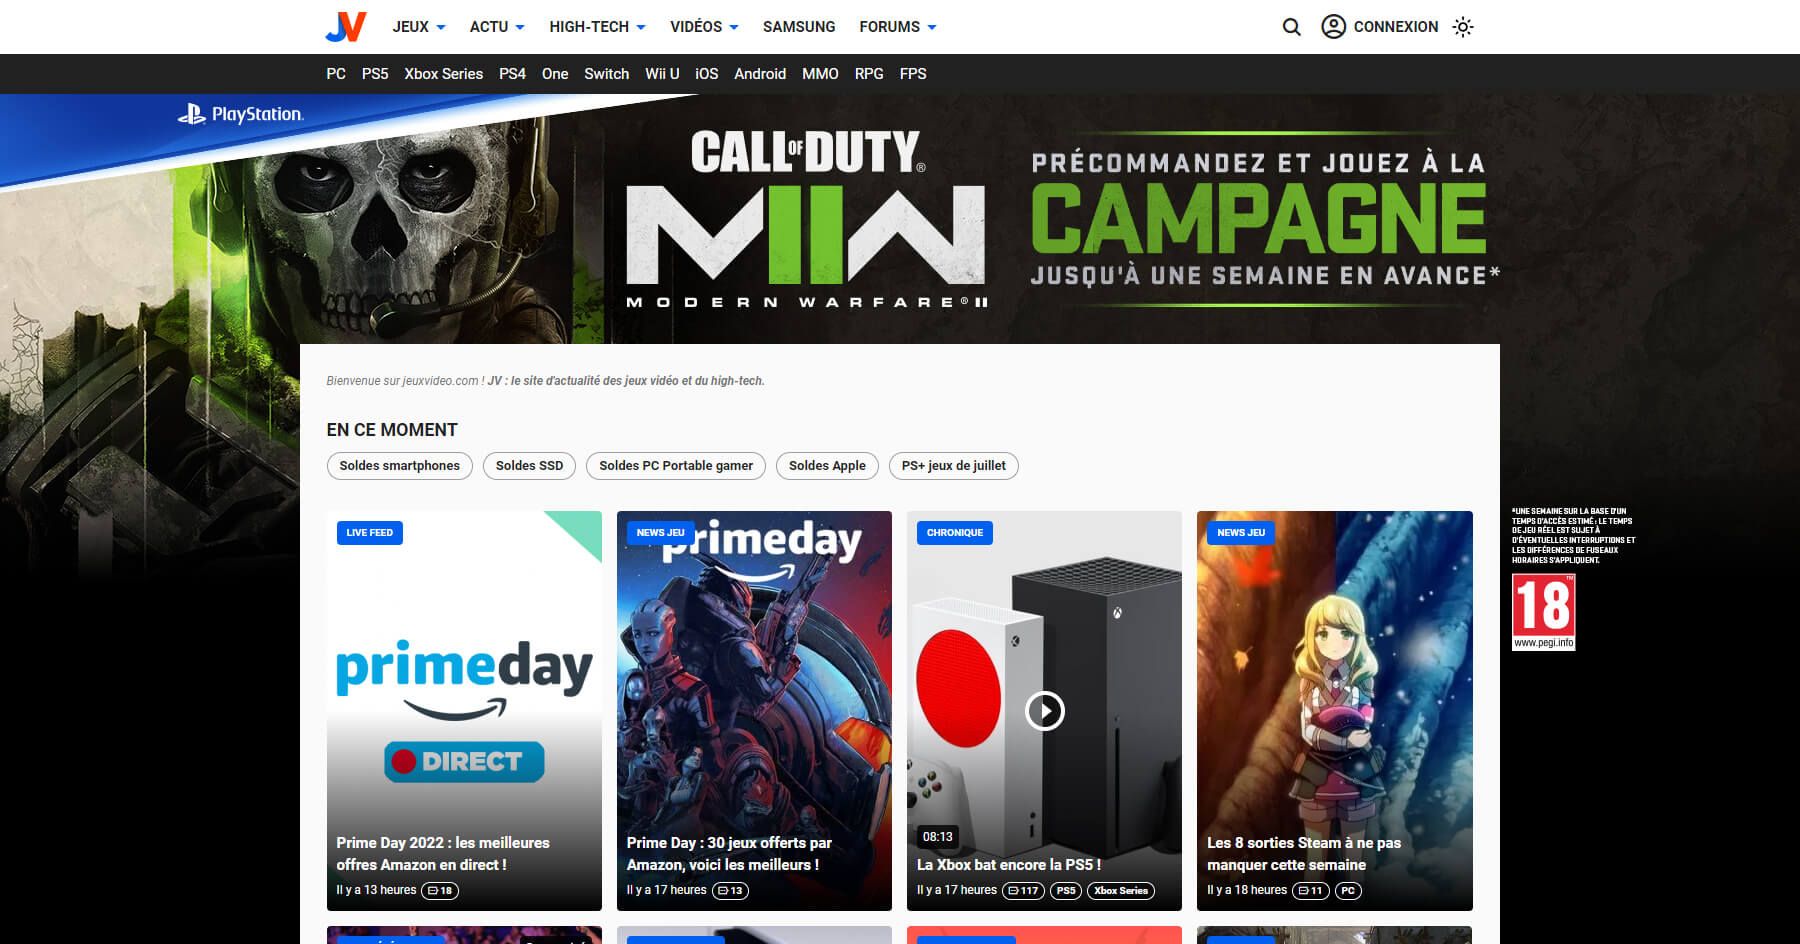 JV JEUX ACTU HIGH-TECH VIDÉOS SAMSUNG FORUMS CONNEXION
PC PS5 Xbox Series PS4 One Switch Wii U iOS Android MMO RPG FPS
PlayStation.
CALL OF DUTY®
MIIW
MODERN WARFARE® II
PRÉCOMMANDEZ ET JOUEZ À LA
CAMPAGNE
JUSQU'À UNE SEMAINE EN AVANCE*
Bienvenue sur jeuxvideo.com ! JV : le site d'actualité des jeux vidéo et du high-tech.
EN CE MOMENT
Soldes smartphones Soldes SSD Soldes PC Portable gamer Soldes Apple PS+ jeux de juillet
LIVE FEED
primeday
DIRECT
Prime Day 2022 : les meilleures
offres Amazon en direct !
Il y a 13 heures 18
NEWS JEU
primeday
Prime Day : 30 jeux offerts par
Amazon, voici les meilleurs !
Il y a 17 heures 13
CHRONIQUE
08:13
La Xbox bat encore la PS5 !
Il y a 17 heures 117 PS5 Xbox Series
NEWS JEU
Les 8 sorties Steam à ne pas
manquer cette semaine
Il y a 18 heures 11 PC
*UNE SEMAINE SUR LA BASE D'UN
TEMPS D'ACCÈS ESTIMÉ : LE TEMPS
DE JEU RÉEL EST SUJET À
D'ÉVENTUELLES INTERRUPTIONS ET
LES DIFFÉRENCES DE FUSEAUX
HORAIRES S'APPLIQUENT.
18 ™
www.pegi.info